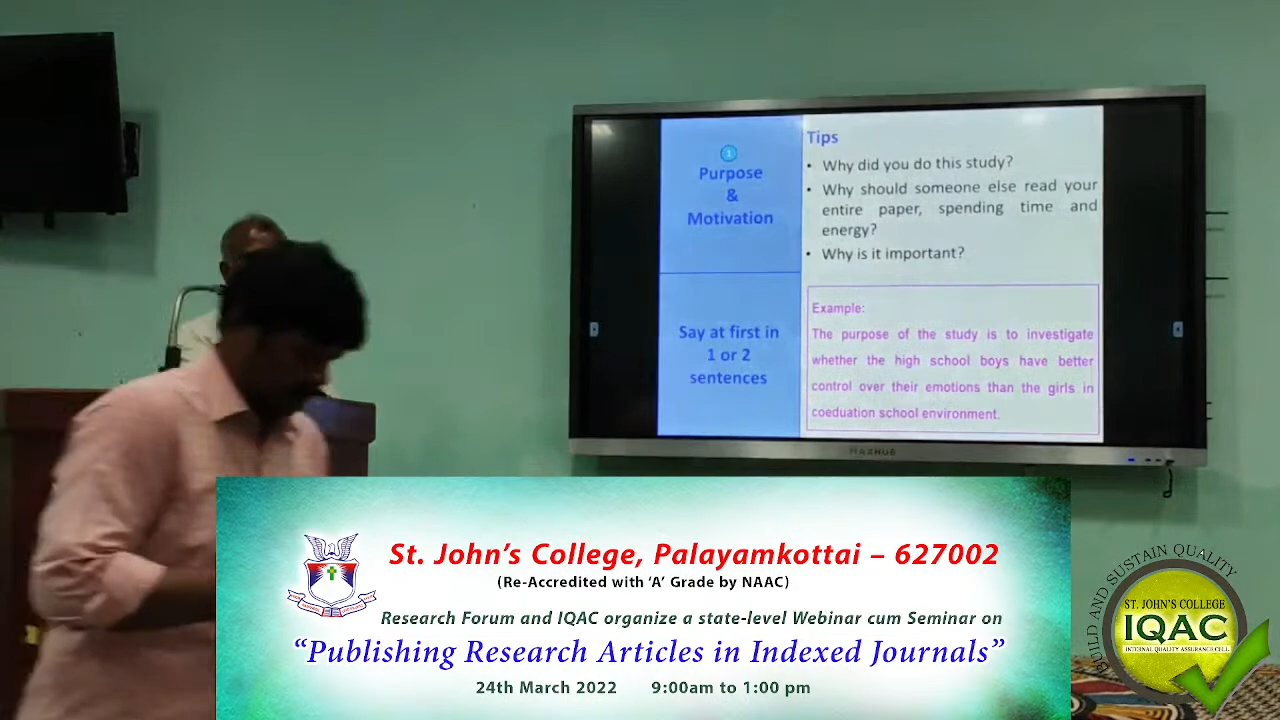 1
Purpose
&
Motivation
Say at first in
1 or 2
sentences
Tips
• Why did you do this study?
• Why should someone else read your
entire paper, spending time and
energy?
• Why is it important?
Example:
The purpose of the study is to investigate
whether the high school boys have better
control over their emotions than the girls in
coeduation school environment.
MAXHUB
St. John's College, Palayamkottai – 627002
(Re-Accredited with 'A' Grade by NAAC)
Research Forum and IQAC organize a state-level Webinar cum Seminar on
“Publishing Research Articles in Indexed Journals”
24th March 2022 9:00am to 1:00 pm
BUILD AND SUSTAIN QUALITY
ST. JOHN'S COLLEGE
IQAC
INTERNAL QUALITY ASSURANCE CELL